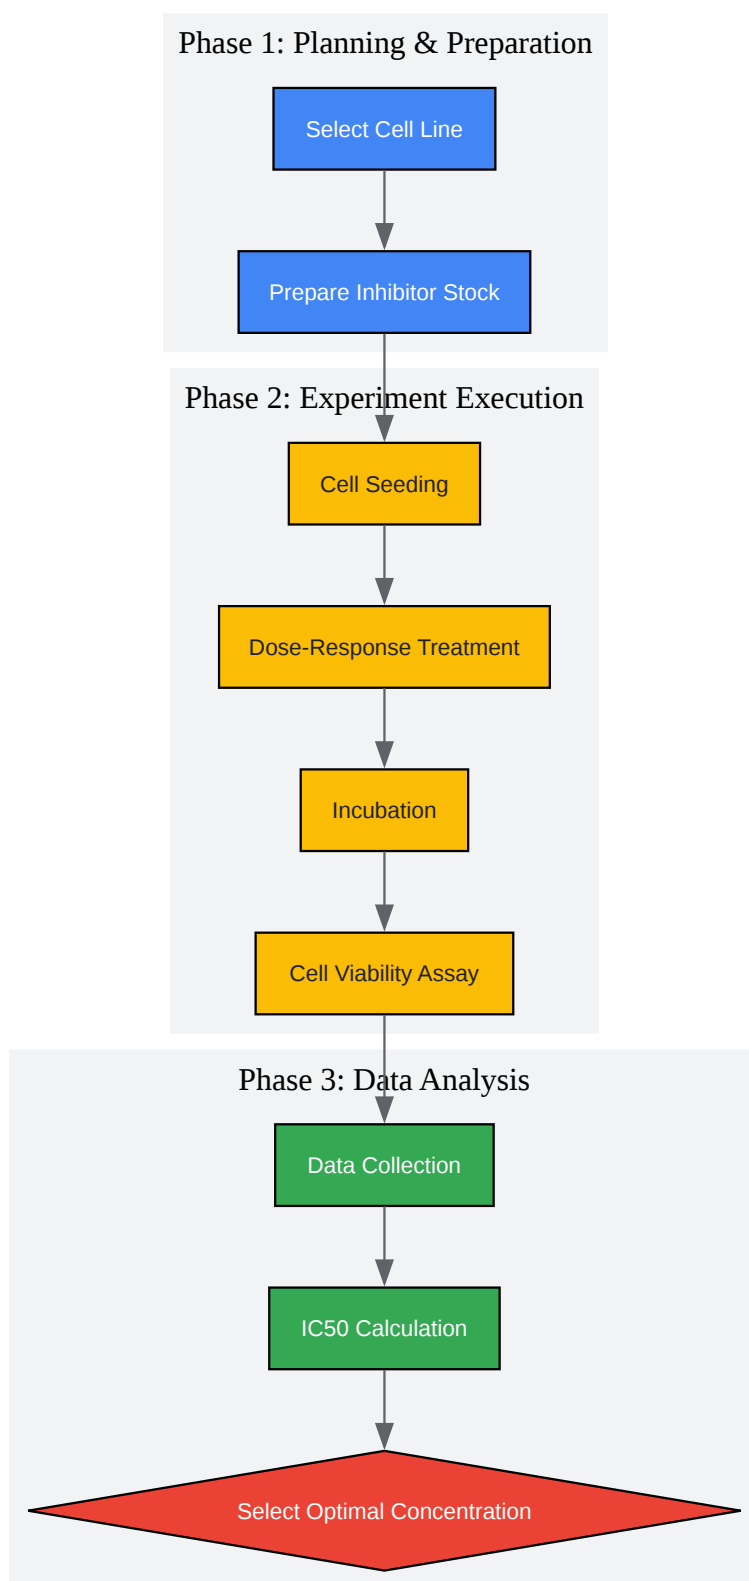 Phase 1: Planning & Preparation
Select Cell Line
Prepare Inhibitor Stock
Phase 2: Experiment Execution
Cell Seeding
Dose-Response Treatment
Incubation
Cell Viability Assay
Phase 3: Data Analysis
Data Collection
IC50 Calculation
Select Optimal Concentration